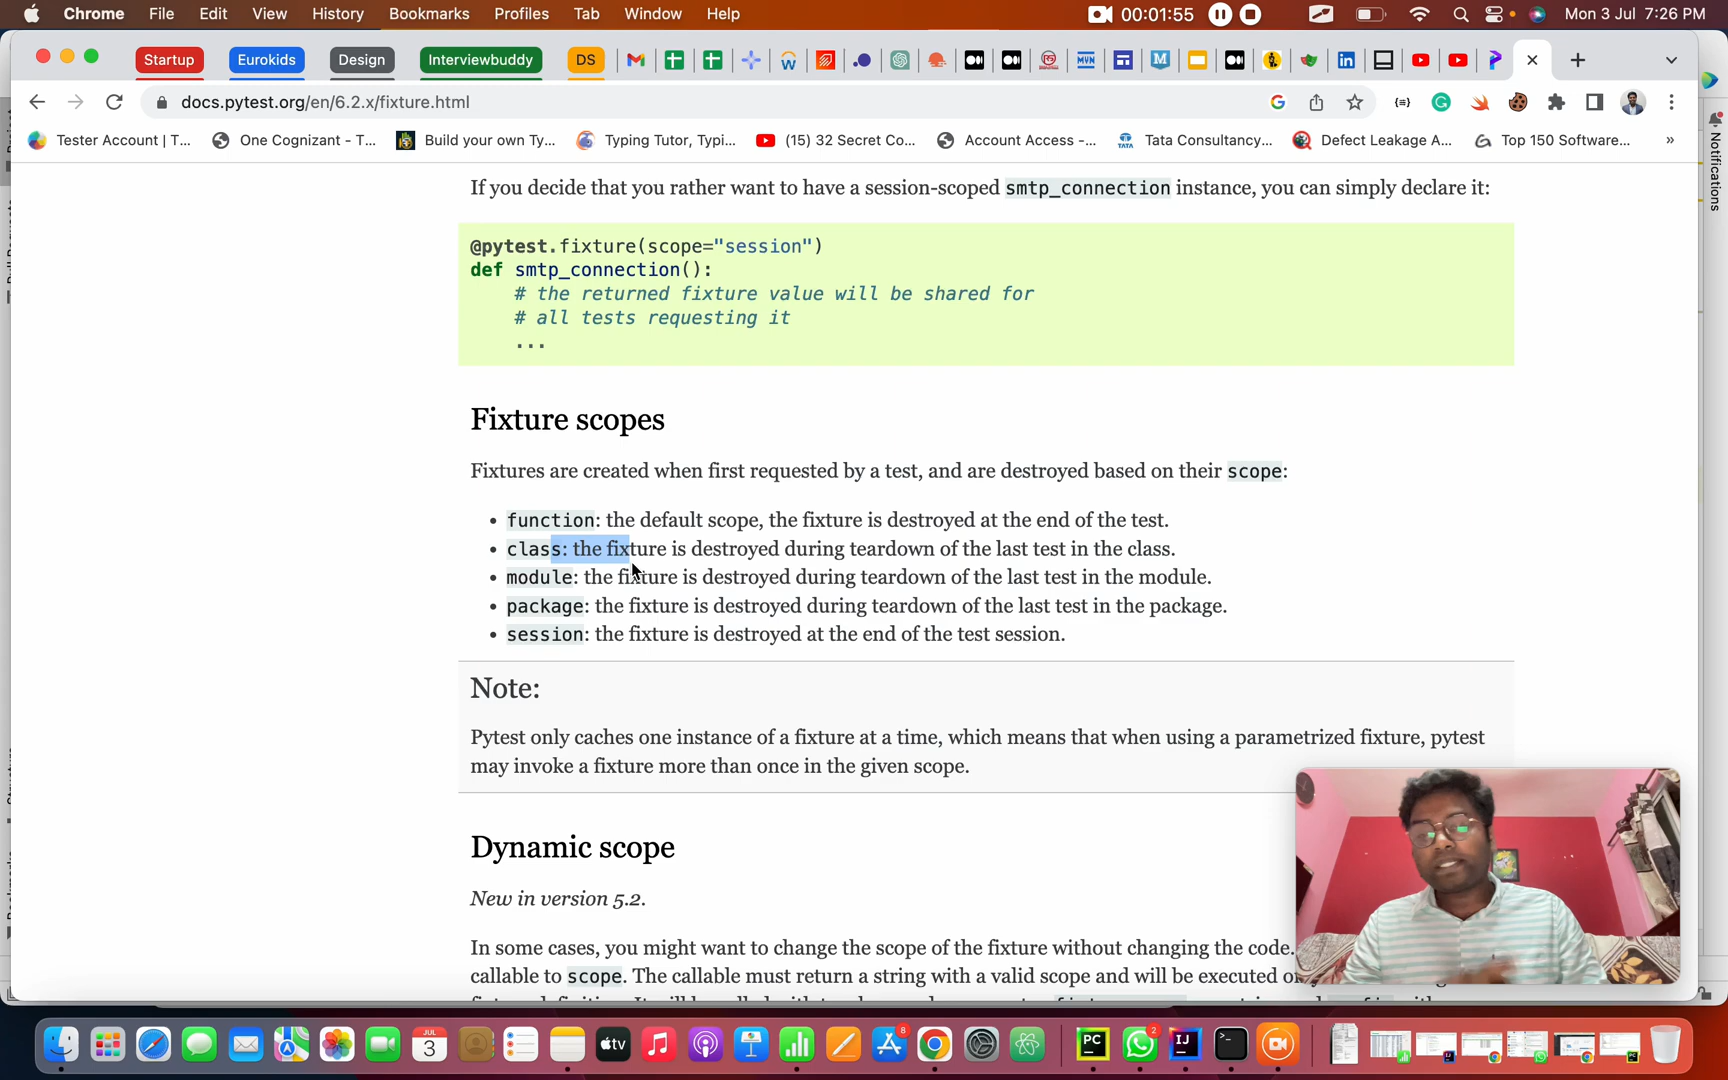 Chrome File Edit View History Bookmarks Profiles Tab Window Help 00:01:55 Mon 3 Jul 7:26 PM
Startup Eurokids Design Interviewbuddy DS
docs.pytest.org/en/6.2.x/fixture.html
Tester Account | T... One Cognizant - T... Build your own Ty... Typing Tutor, Typi... (15) 32 Secret Co... Account Access -... Tata Consultancy... Defect Leakage A... Top 150 Software... »
Notifications
If you decide that you rather want to have a session-scoped smtp_connection instance, you can simply declare it:
@pytest.fixture(scope="session")
def smtp_connection():
# the returned fixture value will be shared for
# all tests requesting it
...
Fixture scopes
Fixtures are created when first requested by a test, and are destroyed based on their scope:
• function: the default scope, the fixture is destroyed at the end of the test.
• class: the fixture is destroyed during teardown of the last test in the class.
• module: the fixture is destroyed during teardown of the last test in the module.
• package: the fixture is destroyed during teardown of the last test in the package.
• session: the fixture is destroyed at the end of the test session.
Note:
Pytest only caches one instance of a fixture at a time, which means that when using a parametrized fixture, pytest
may invoke a fixture more than once in the given scope.
Dynamic scope
New in version 5.2.
In some cases, you might want to change the scope of the fixture without changing the code.
callable to scope. The callable must return a string with a valid scope and will be executed
JUL
3
tv
8
PC
2
IJ